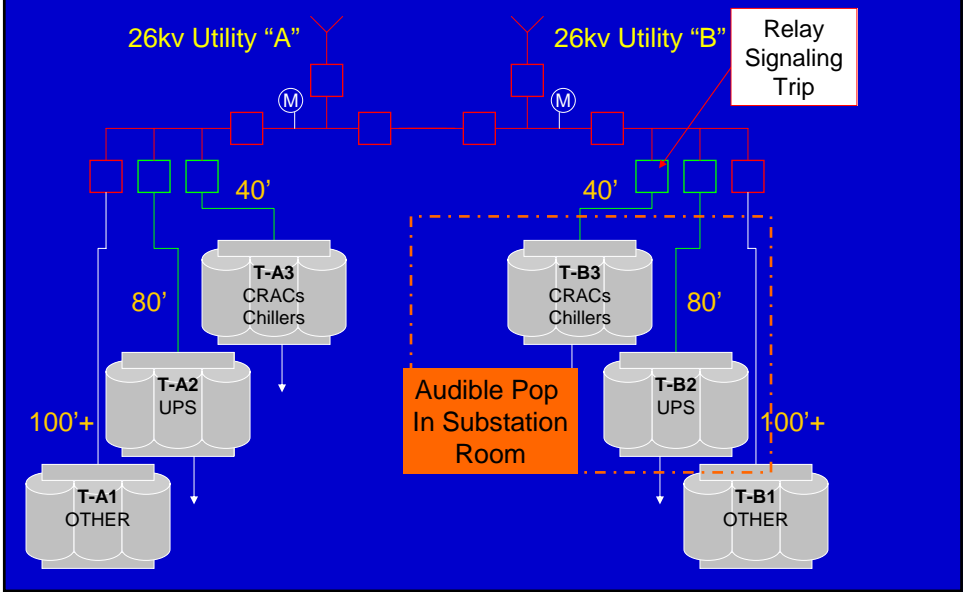 26kv Utility “A”
26kv Utility “B”
Relay
Signaling
Trip
M
M
40’
40’
T-A3
CRACs
Chillers
T-B3
CRACs
Chillers
80’
80’
T-A2
UPS
T-B2
UPS
Audible Pop
In Substation
Room
100’+
100’+
T-A1
OTHER
T-B1
OTHER